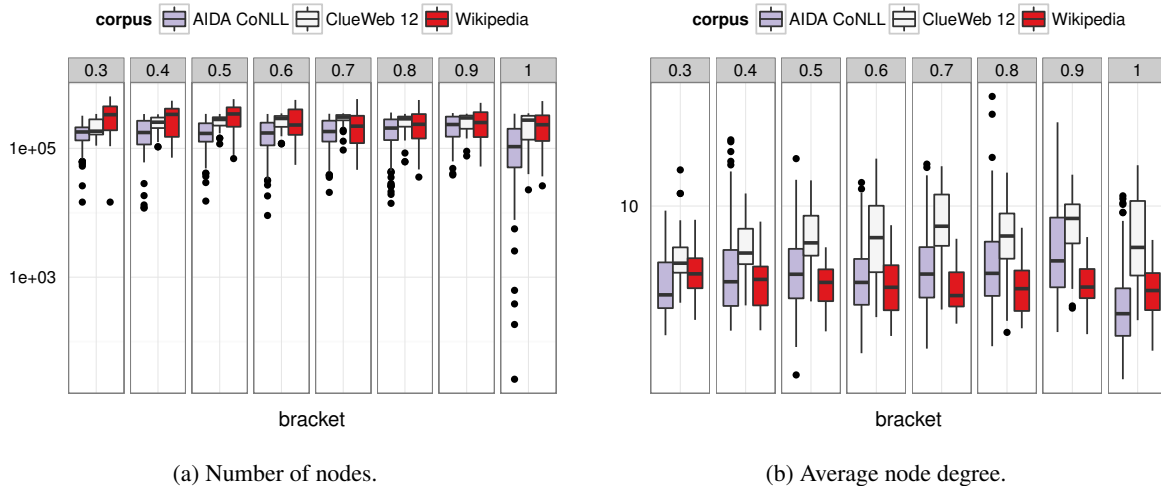 corpus AIDA CoNLL ClueWeb 12 Wikipedia
0.3 0.4 0.5 0.6 0.7 0.8 0.9 1
1e+05
1e+03
bracket
(a) Number of nodes.
corpus AIDA CoNLL ClueWeb 12 Wikipedia
0.3 0.4 0.5 0.6 0.7 0.8 0.9 1
10
bracket
(b) Average node degree.